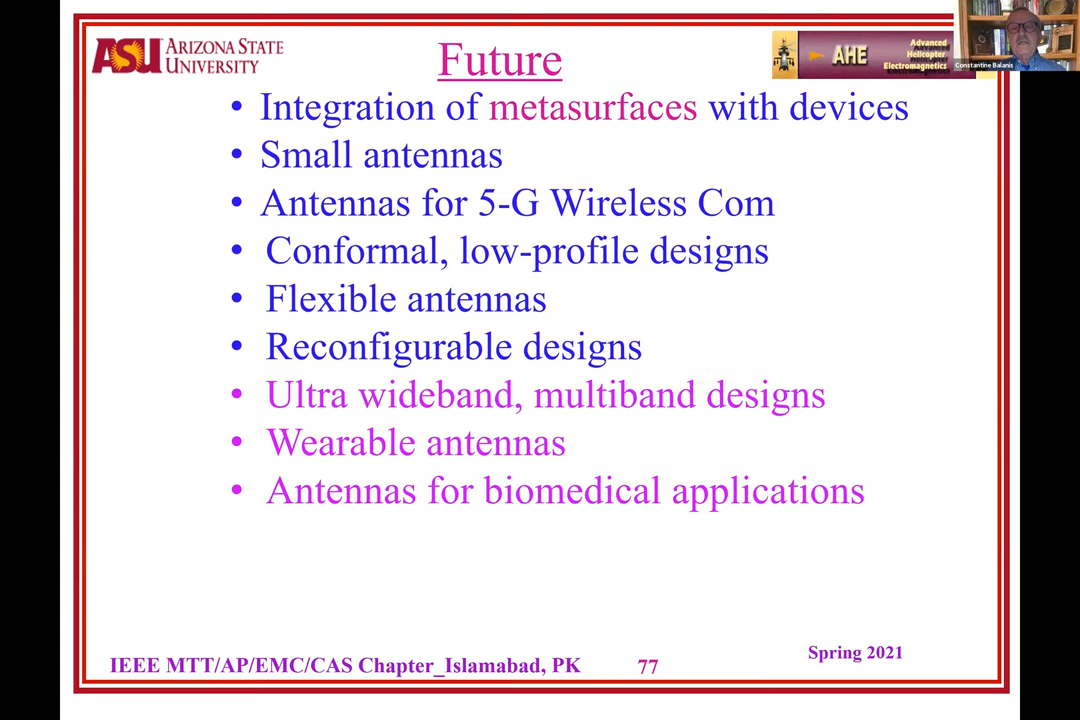 ASU ARIZONA STATE UNIVERSITY
Future
AHE
Advanced
Helicopter
Electromagnetics
Constantine Balanis
• Integration of metasurfaces with devices
• Small antennas
• Antennas for 5-G Wireless Com
• Conformal, low-profile designs
• Flexible antennas
• Reconfigurable designs
• Ultra wideband, multiband designs
• Wearable antennas
• Antennas for biomedical applications
IEEE MTT/AP/EMC/CAS Chapter_Islamabad, PK
77
Spring 2021